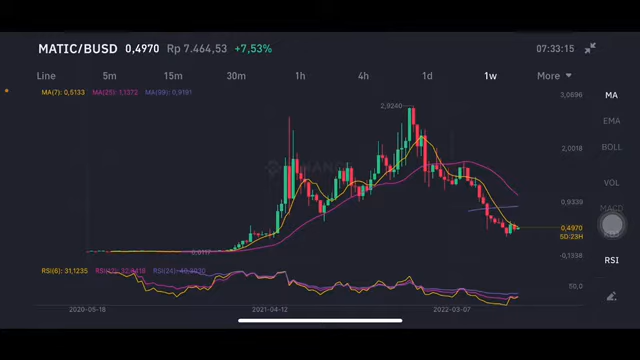 MATIC/BUSD 0,4970 Rp 7.464,53 +7,53% 07:33:15
Line 5m 15m 30m 1h 4h 1d 1w More
MA(7): 0,5133 MA(25): 1,1372 MA(99): 0,9191
3,0696
MA
2,9240
EMA
2,0018
BOLL
VOL
0,9339
MACD
0,4970
5D-23H
-0,1338
RSI
RSI(6): 31,1235
50,0
2020-05-18 2021-04-12 2022-03-07